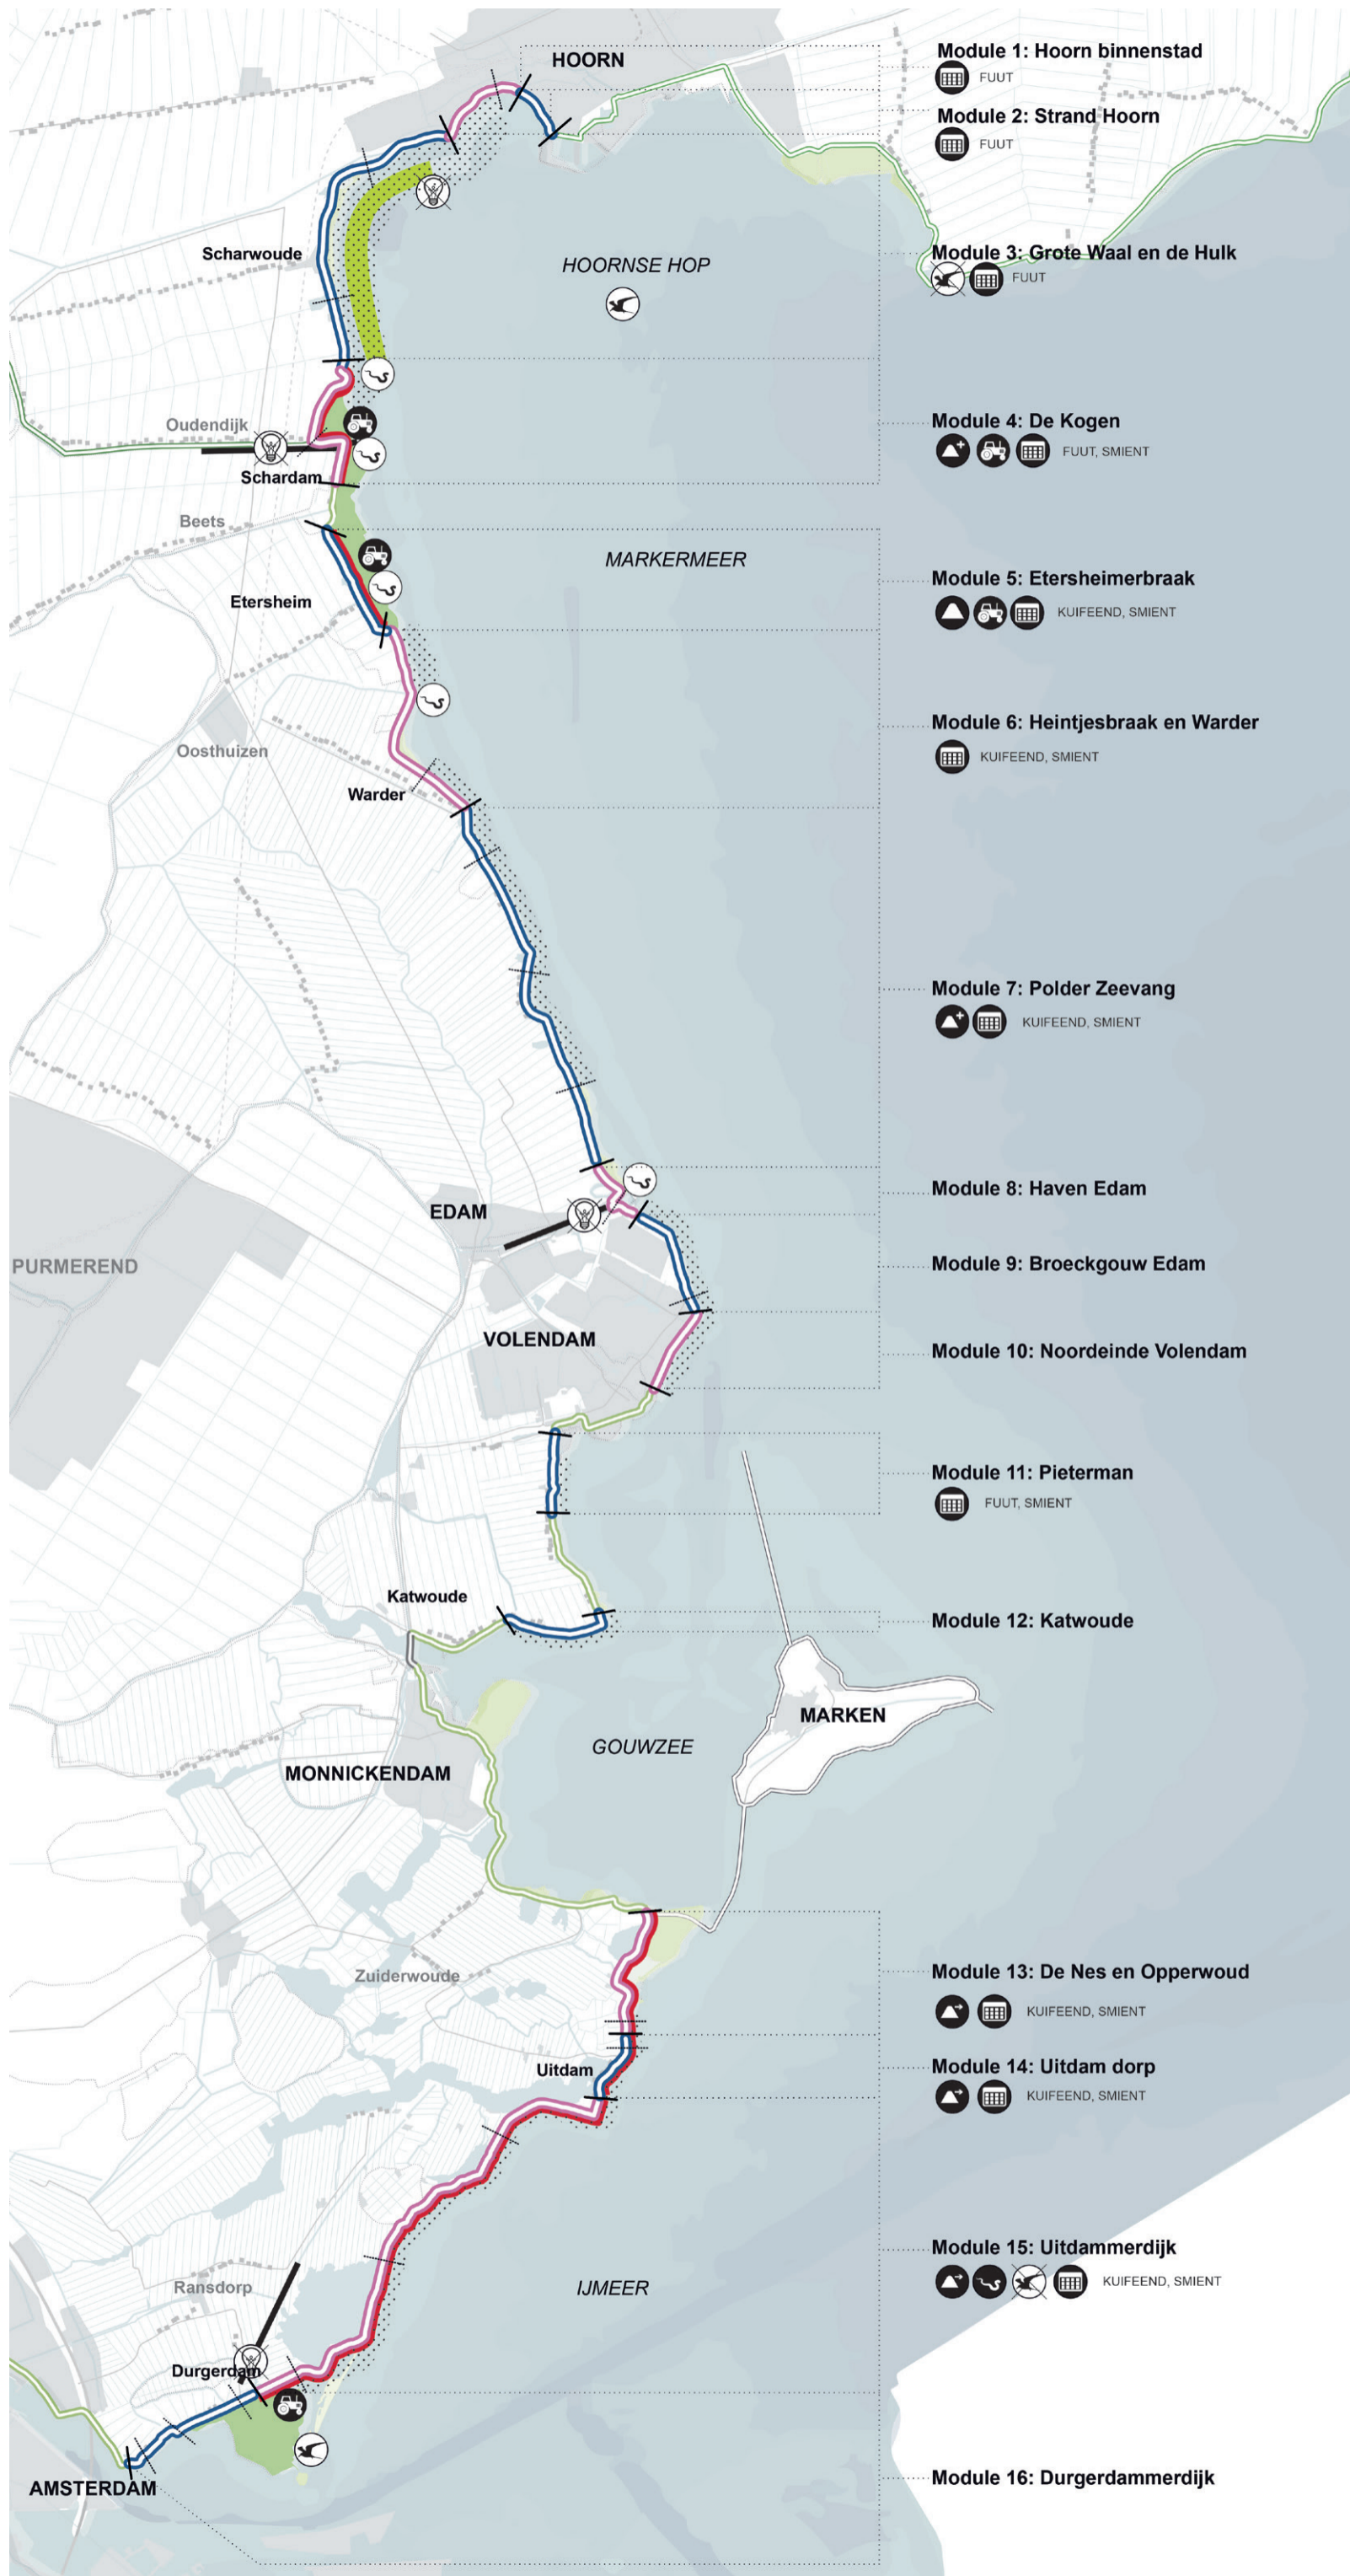 HOORN
Module 1: Hoorn binnenstad
FUUT
Module 2: Strand Hoorn
FUUT
Scharwoude
HOORNSE HOP
Module 3: Grote Waal en de Hulk
FUUT
Oudendijk
Module 4: De Kogen
FUUT, SMIENT
Schardam
Beets
MARKERMEER
Etersheim
Module 5: Etersheimerbraak
KUIFEEND, SMIENT
Oosthuizen
Module 6: Heintjesbraak en Warder
KUIFEEND, SMIENT
Warder
Module 7: Polder Zeevang
KUIFEEND, SMIENT
EDAM
Module 8: Haven Edam
PURMEREND
Module 9: Broeckgouw Edam
VOLENDAM
Module 10: Noordeinde Volendam
Module 11: Pieterman
FUUT, SMIENT
Katwoude
Module 12: Katwoude
MARKEN
GOUWZEE
MONNICKENDAM
Zuiderwoude
Module 13: De Nes en Opperwoud
KUIFEEND, SMIENT
Uitdam
Module 14: Uitdam dorp
KUIFEEND, SMIENT
Module 15: Uitdammerdijk
KUIFEEND, SMIENT
Ransdorp
IJMEER
Durgerdam
AMSTERDAM
Module 16: Durgerdammerdijk